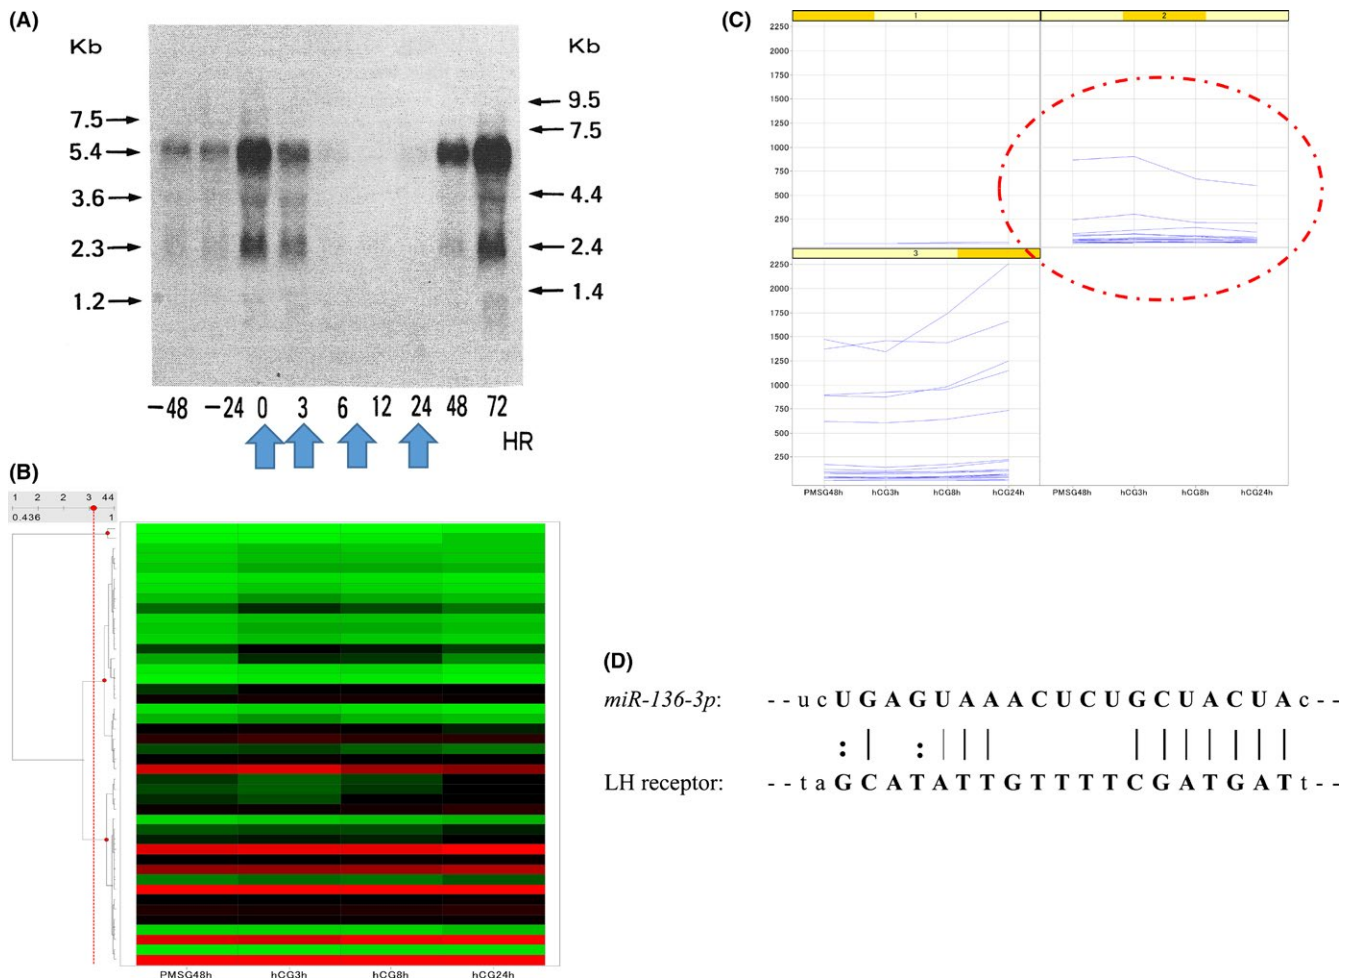 (A)
Kb
Kb
7.5
5.4
3.6
2.3
1.2
9.5
7.5
4.4
2.4
1.4
-48 -24 0 3 6 12 24 48 72
HR
(B)
1 2 2 3 44
0.436 1
PMSG48h hCG3h hCG8h hCG24h
(C)
1 2
2250
2000
1750
1500
1250
1000
750
500
250
3
2250
2000
1750
1500
1250
1000
750
500
250
PMSG48h hCG3h hCG8h hCG24h PMSG48h hCG3h hCG8h hCG24h
(D)
miR-136-3p: - - u c U G A G U A A A C U C U G C U A C U A c - -
LH receptor: - - t a G C A T A T T G T T T T C G A T G A T t - -